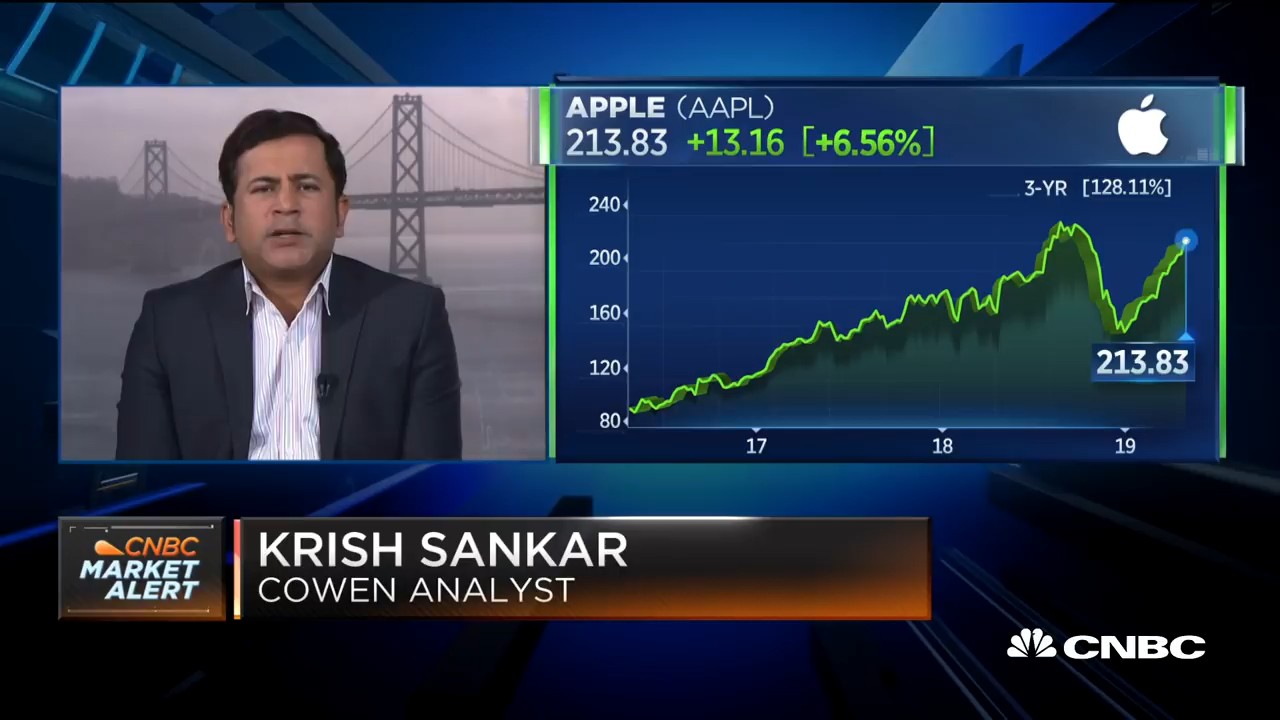 APPLE (AAPL)
213.83 +13.16 [+6.56%]
3-YR [128.11%]
240
200
160
120
80
213.83
17 18 19
CNBC
MARKET
ALERT
KRISH SANKAR
COWEN ANALYST
CNBC